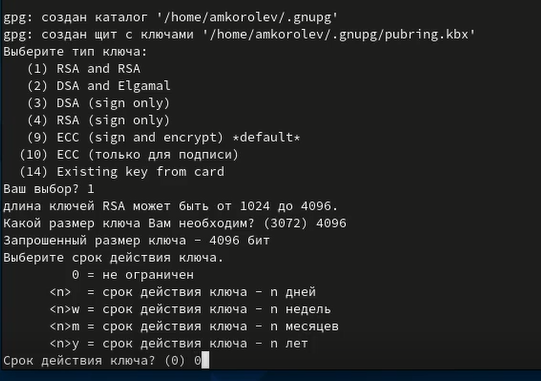 gpg: создан каталог '/home/amkorolev/.gnupg'
gpg: создан щит с ключами '/home/amkorolev/.gnupg/pubring.kbx'
Выберите тип ключа:
(1) RSA and RSA
(2) DSA and Elgamal
(3) DSA (sign only)
(4) RSA (sign only)
(9) ECC (sign and encrypt) *default*
(10) ECC (только для подписи)
(14) Existing key from card
Ваш выбор? 1
длина ключей RSA может быть от 1024 до 4096.
Какой размер ключа Вам необходим? (3072) 4096
Запрошенный размер ключа - 4096 бит
Выберите срок действия ключа.
0 = не ограничен
<n> = срок действия ключа - n дней
<n>w = срок действия ключа - n недель
<n>m = срок действия ключа - n месяцев
<n>y = срок действия ключа - n лет
Срок действия ключа? (0) 0